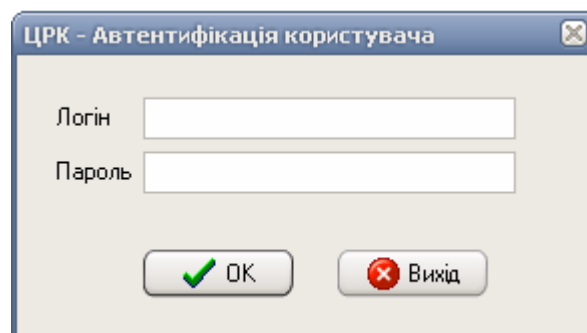 ЦРК - Автентифікація користувача
Логін
Пароль
OK
Вихід